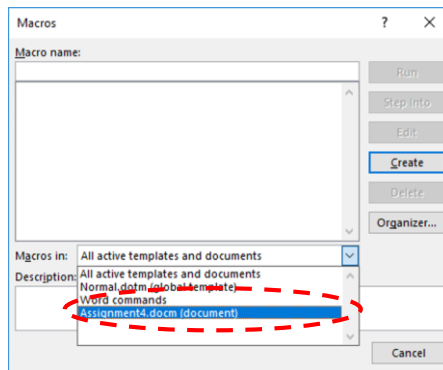 Macros ? ×
Macro name:
Run
Step Into
Edit
Create
Delete
Organizer...
Macros in: All active templates and documents
All active templates and documents
Description: Normal.dotm (global template)
Word commands
Assignment4.docm (document)
Cancel